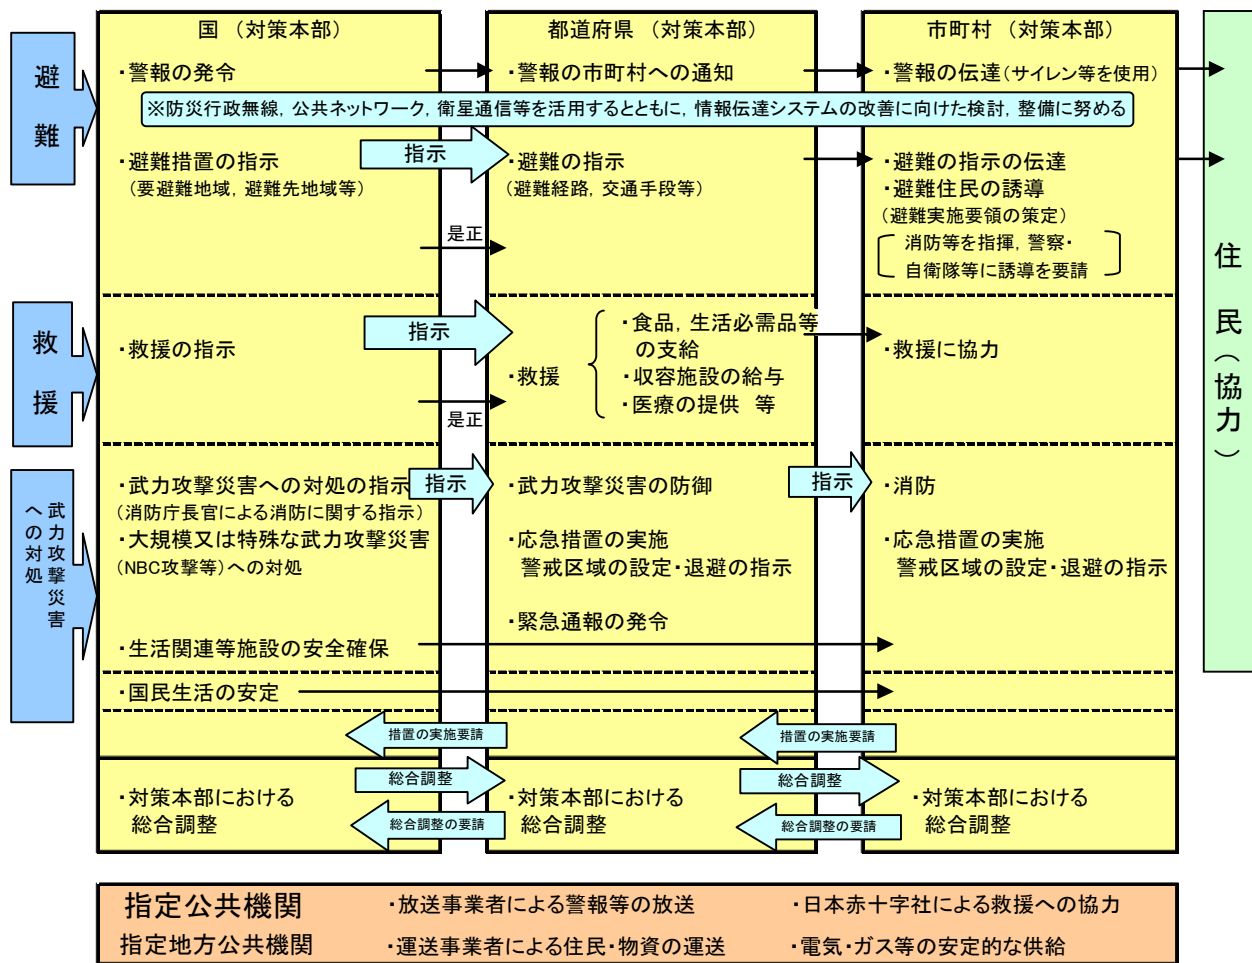 国 （対策本部）
都道府県 （対策本部）
市町村 （対策本部）
避難
・警報の発令
・警報の市町村への通知
・警報の伝達（サイレン等を使用）
※防災行政無線，公共ネットワーク，衛星通信等を活用するとともに，情報伝達システムの改善に向けた検討，整備に努める
・避難措置の指示
（要避難地域，避難先地域等）
指示
・避難の指示
（避難経路，交通手段等）
・避難の指示の伝達
・避難住民の誘導
（避難実施要領の策定）
消防等を指揮，警察・
自衛隊等に誘導を要請
是正
住民（協力）
救援
・救援の指示
指示
・救援
・食品，生活必需品等
の支給
・収容施設の給与
・医療の提供 等
・救援に協力
是正
武力攻撃災害
への対処
・武力攻撃災害への対処の指示
（消防庁長官による消防に関する指示）
・大規模又は特殊な武力攻撃災害
（NBC攻撃等）への対処
指示
・武力攻撃災害の防御
・応急措置の実施
警戒区域の設定・退避の指示
・緊急通報の発令
指示
・消防
・応急措置の実施
警戒区域の設定・退避の指示
・生活関連等施設の安全確保
・国民生活の安定
措置の実施要請
措置の実施要請
総合調整
総合調整
・対策本部における
総合調整
・対策本部における
総合調整
・対策本部における
総合調整
総合調整の要請
総合調整の要請
指定公共機関
・放送事業者による警報等の放送
・日本赤十字社による救援への協力
指定地方公共機関
・運送事業者による住民・物資の運送
・電気・ガス等の安定的な供給